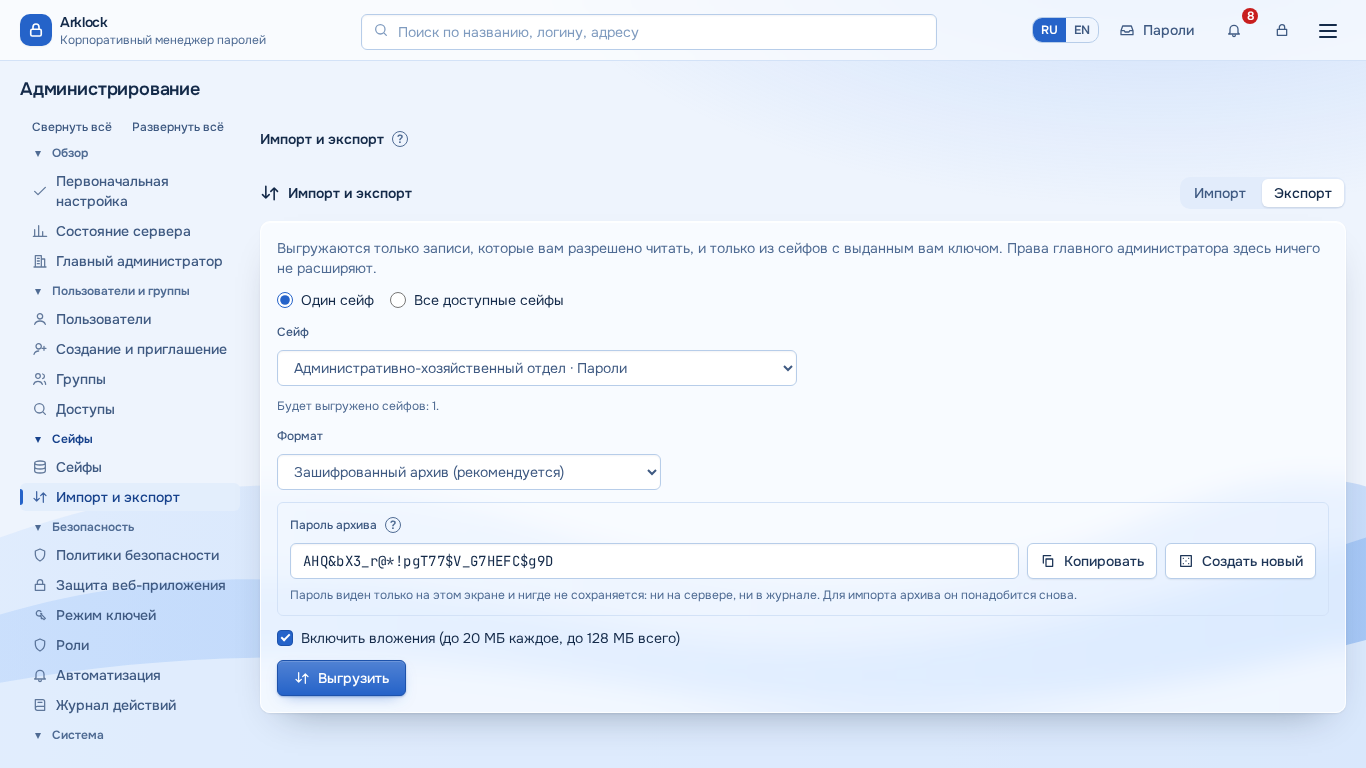 Arklock
Корпоративный менеджер паролей
Поиск по названию, логину, адресу
RU EN
Пароли
8
Администрирование
Свернуть всё Развернуть всё
Обзор
Первоначальная
настройка
Состояние сервера
Главный администратор
Пользователи и группы
Пользователи
Создание и приглашение
Группы
Доступы
Сейфы
Сейфы
Импорт и экспорт
Безопасность
Политики безопасности
Защита веб-приложения
Режим ключей
Роли
Автоматизация
Журнал действий
Система
Импорт и экспорт ?
Импорт и экспорт
Импорт Экспорт
Выгружаются только записи, которые вам разрешено читать, и только из сейфов с выданным вам ключом. Права главного администратора здесь ничего
не расширяют.
Один сейф Все доступные сейфы
Сейф
Административно-хозяйственный отдел · Пароли
Будет выгружено сейфов: 1.
Формат
Зашифрованный архив (рекомендуется)
Пароль архива ?
AHQ&bX3_r@*!pgT77$V_G7HEFC$g9D
Копировать
Создать новый
Пароль виден только на этом экране и нигде не сохраняется: ни на сервере, ни в журнале. Для импорта архива он понадобится снова.
Включить вложения (до 20 МБ каждое, до 128 МБ всего)
Выгрузить